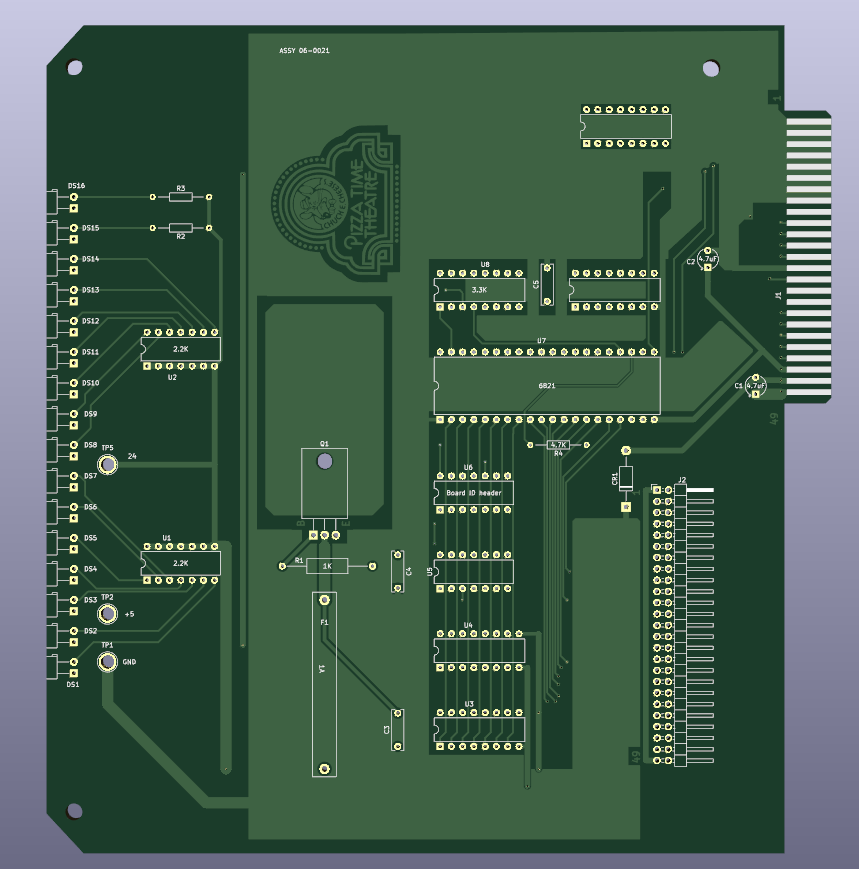 ASSY 06-0021
1
PIZZA TIME
THEATRE
DS16
R3
DS15
R2
DS14
DS13
DS12
DS11
DS10
DS9
DS8
DS7
DS6
DS5
DS4
DS3
DS2
DS1
2.2K
U2
TP5
24
U1
2.2K
TP2
+5
TP1
GND
Q1
B
E
R1
1K
F1
C4
C3
U8
3.3K
C5
U7
6821
4.7K
R4
U6
Board ID header
U5
U4
U3
C2
4.7uF
J1
C1
4.7uF
49
CR1
1
J2
49